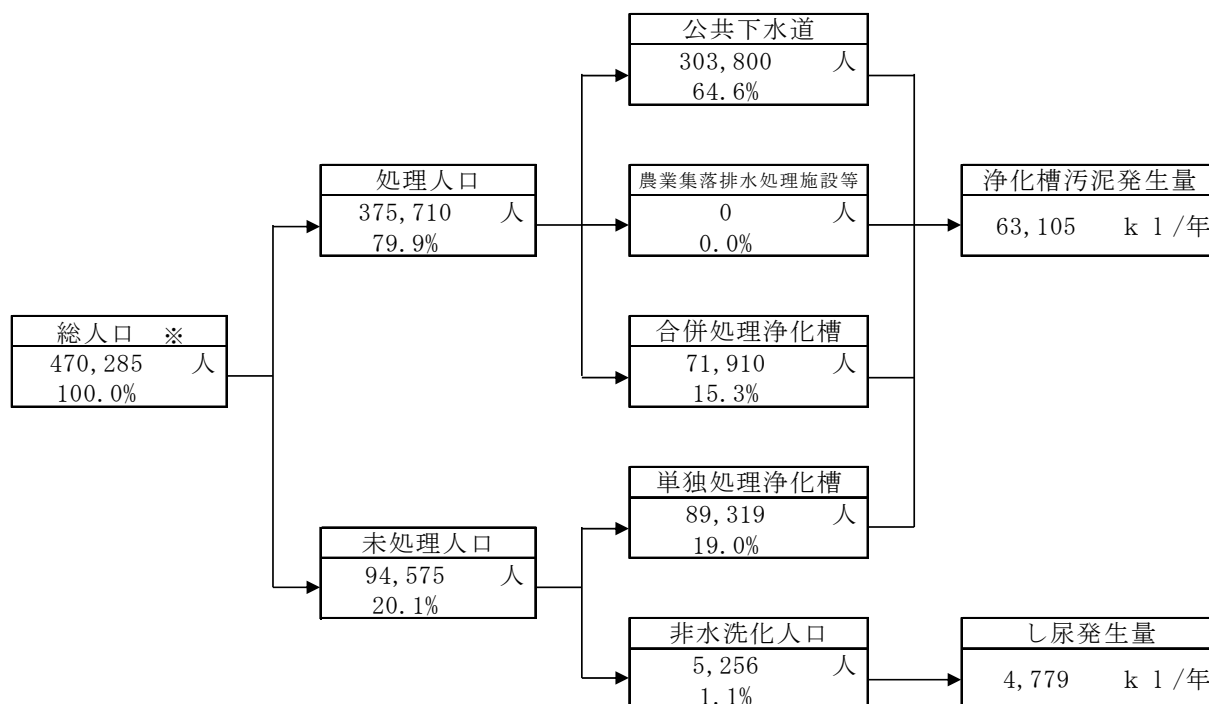 公共下水道
303,800 人
64.6%
処理人口
375,710 人
79.9%
農業集落排水処理施設等
0 人
0.0%
浄化槽汚泥発生量
63,105 kl/年
総人口 ※
470,285 人
100.0%
合併処理浄化槽
71,910 人
15.3%
単独処理浄化槽
89,319 人
19.0%
未処理人口
94,575 人
20.1%
非水洗化人口
5,256 人
1.1%
し尿発生量
4,779 kl/年